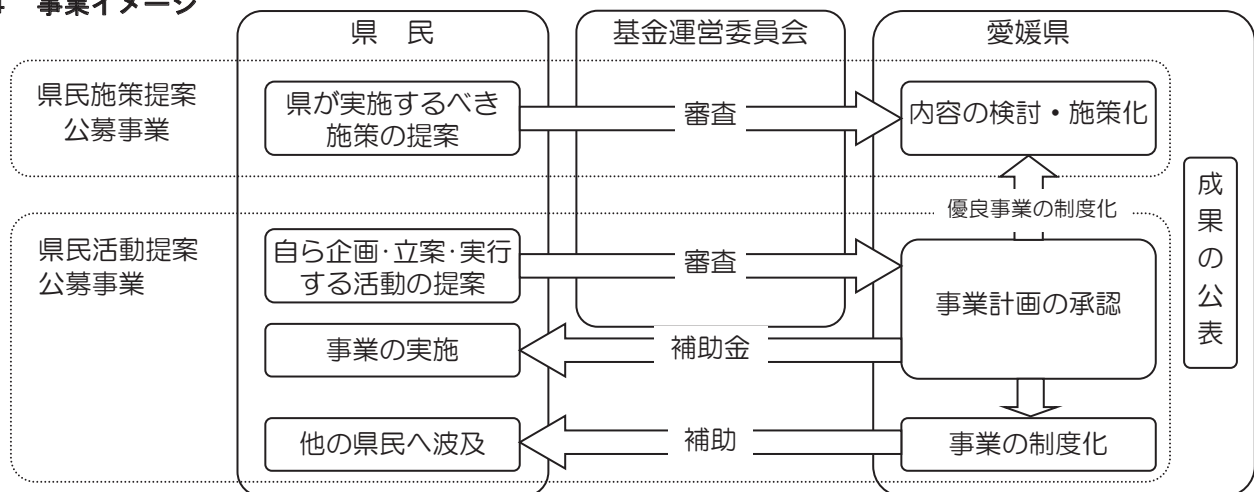 事業イメージ
県　民
基金運営委員会
愛媛県
県民施策提案
公募事業
県が実施するべき
施策の提案
審査
内容の検討・施策化
優良事業の制度化
成果の公表
県民活動提案
公募事業
自ら企画･立案･実行
する活動の提案
審査
事業計画の承認
事業の実施
補助金
他の県民へ波及
補助
事業の制度化